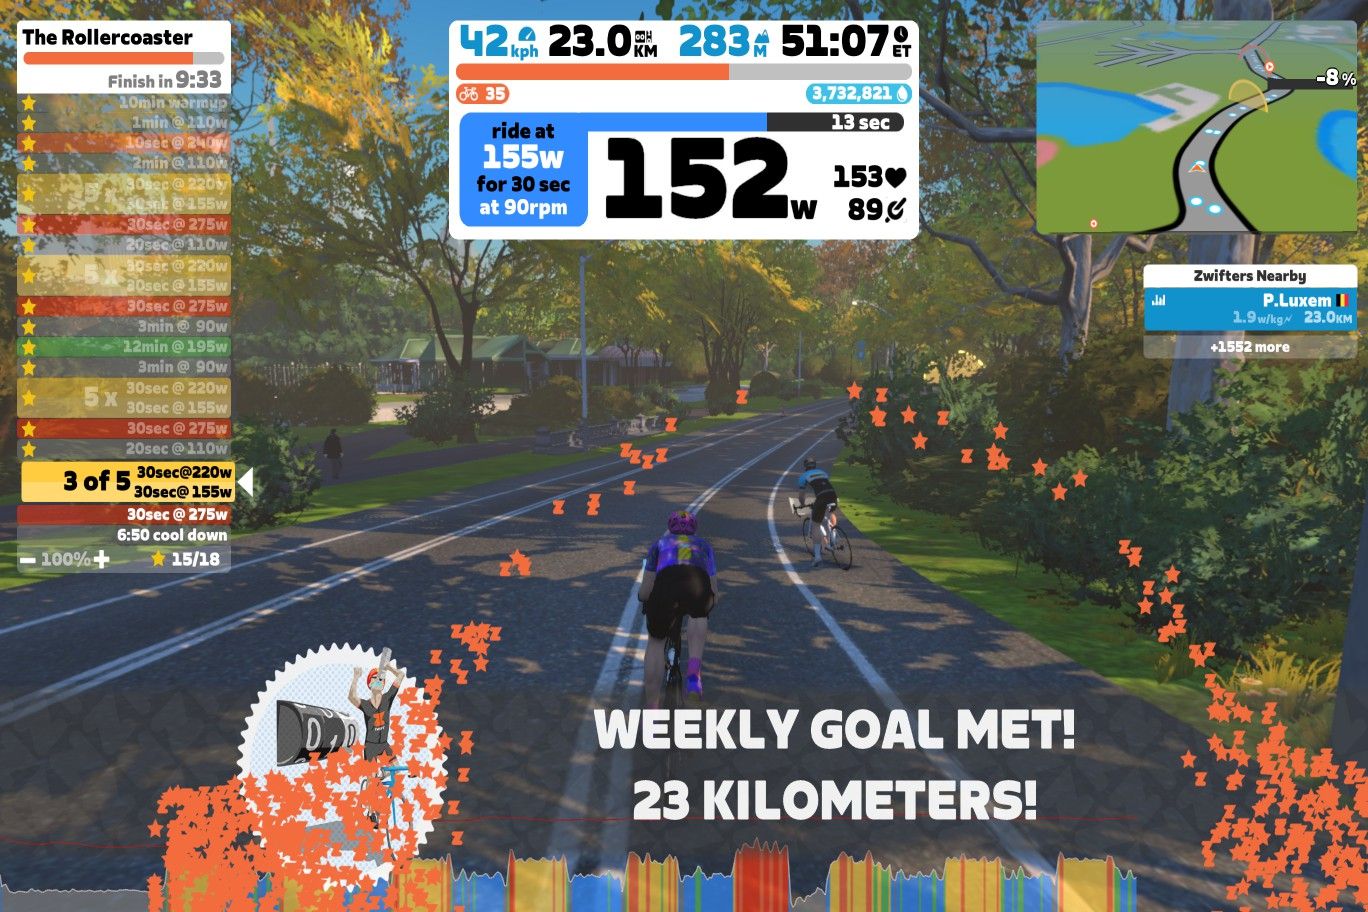 The Rollercoaster
Finish in 9:33
10min warmup
1min @ 110w
10sec @ 240w
2min @ 110w
5 x 30sec @ 220w
30sec @ 155w
30sec @ 275w
20sec @ 110w
5 x 30sec @ 220w
30sec @ 155w
30sec @ 275w
3min @ 90w
12min @ 195w
3min @ 90w
5 x 30sec @ 220w
30sec @ 155w
30sec @ 275w
20sec @ 110w
3 of 5 30sec@220w
30sec@ 155w
30sec @ 275w
6:50 cool down
100% 15/18
42 kph 23.0 KM 283 M 51:07 ET
35 3,732,821
ride at
155w
for 30 sec
at 90rpm
13 sec
152w
153
89
-8 %
Zwifters Nearby
P.Luxem
1.9 w/kg 23.0 KM
+1552 more
WEEKLY GOAL MET!
23 KILOMETERS!